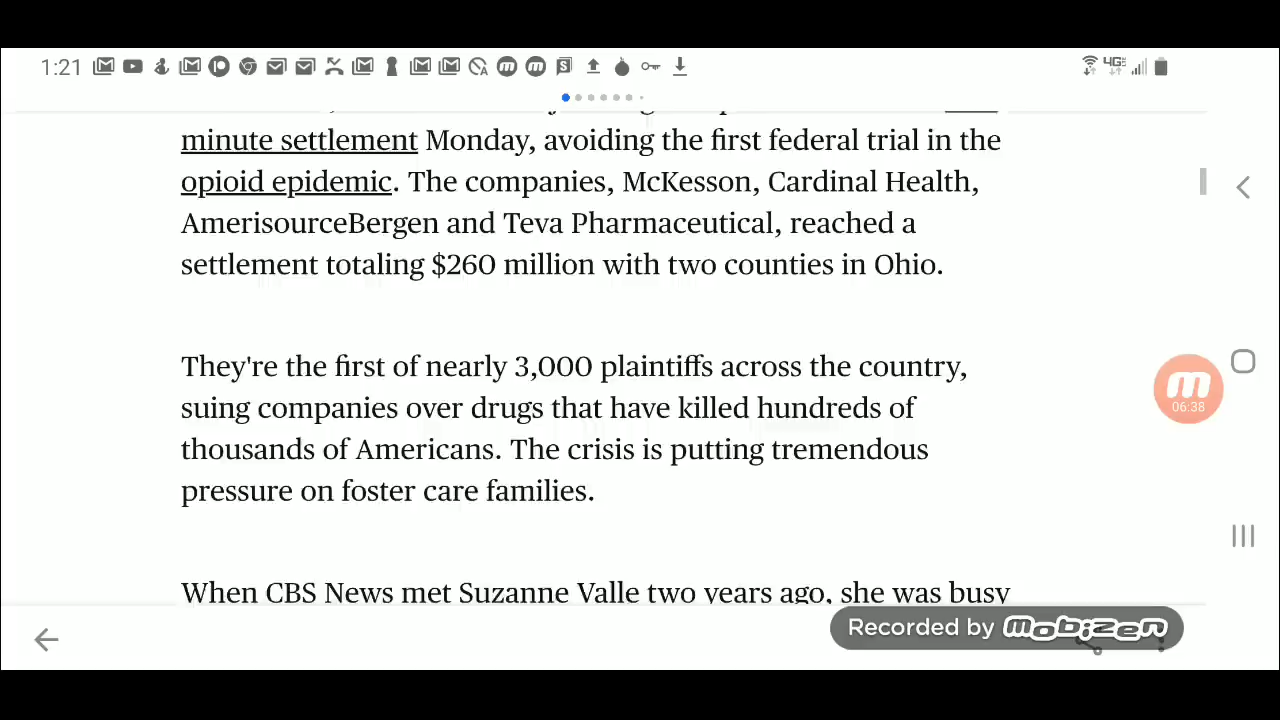 1:21
4G
minute settlement Monday, avoiding the first federal trial in the
opioid epidemic. The companies, McKesson, Cardinal Health,
AmerisourceBergen and Teva Pharmaceutical, reached a
settlement totaling $260 million with two counties in Ohio.
They're the first of nearly 3,000 plaintiffs across the country,
suing companies over drugs that have killed hundreds of
thousands of Americans. The crisis is putting tremendous
pressure on foster care families.
06:38
When CBS News met Suzanne Valle two years ago, she was busy
Recorded by mobizen